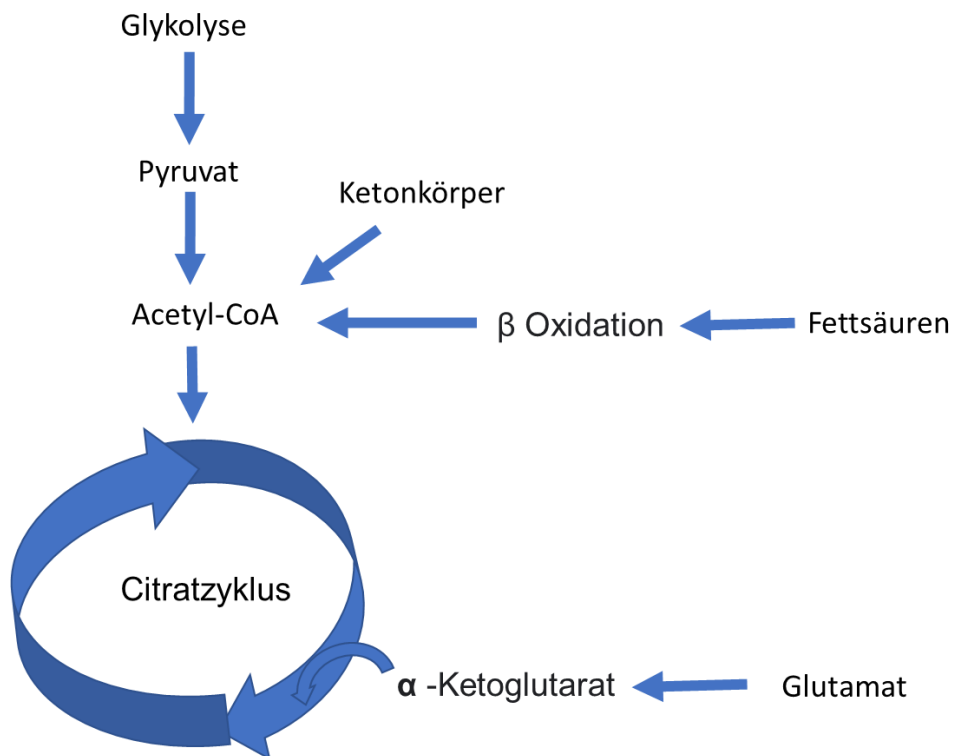 Glykolyse
Pyruvat
Ketonkörper
Acetyl-CoA
β Oxidation
Fettsäuren
Citratzyklus
α -Ketoglutarat
Glutamat